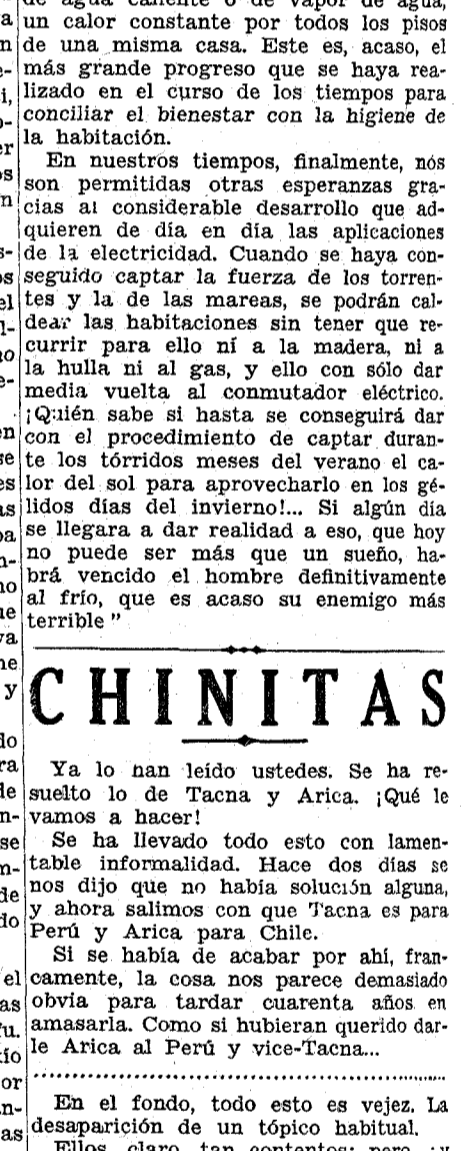 un calor constante por todos los pisos
de una misma casa. Este es, acaso, el
más grande progreso que se haya rea-
lizado en el curso de los tiempos para
conciliar el bienestar con la higiene de
la habitación.
En nuestros tiempos, finalmente, nós
son permitidas otras esperanzas gra-
cias al considerable desarrollo que ad-
quieren de día en día las aplicaciones
de la electricidad. Cuando se haya con-
seguido captar la fuerza de los torren-
tes y la de las mareas, se podrán cal-
dear las habitaciones sin tener que re-
currir para ello ní a la madera, ni a
la hulla ni al gas, y ello con sólo dar
media vuelta al conmutador eléctrico.
¡Quién sabe si hasta se conseguirá dar
con el procedimiento de captar duran-
te los tórridos meses del verano el ca-
lor del sol para aprovecharlo en los gé-
lidos días del invierno!... Si algún día
se llegara a dar realidad a eso, que hoy
no puede ser más que un sueño, ha-
brá vencido el hombre definitivamente
al frío, que es acaso su enemigo más
terrible "
CHINITAS
Ya lo han leído ustedes. Se ha re-
suelto lo de Tacna y Arica. ¡Qué le
vamos a hacer!
Se ha llevado todo esto con lamen-
table informalidad. Hace dos días se
nos dijo que no había solución alguna,
y ahora salimos con que Tacna es para
Perú y Arica para Chile.
Si se había de acabar por ahí, fran-
camente, la cosa nos parece demasiado
obvia para tardar cuarenta años en
amasarla. Como si hubieran querido dar-
le Arica al Perú y vice-Tacna...
En el fondo, todo esto es vejez. La
desaparición de un tópico habitual.